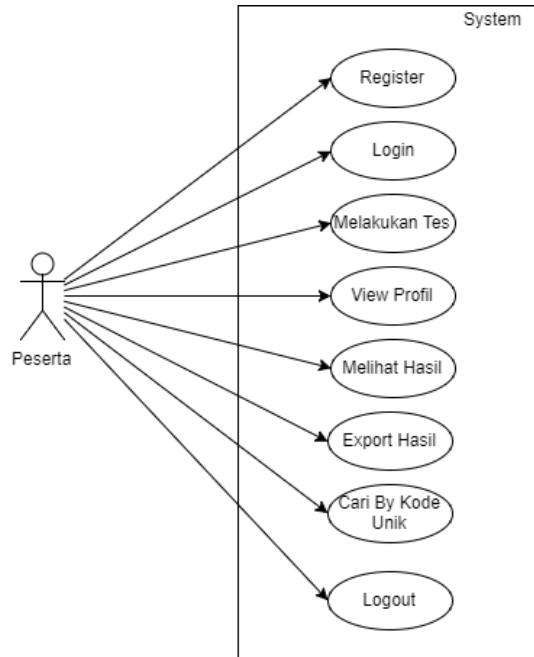 System
Register
Login
Melakukan Tes
View Profil
Peserta
Melihat Hasil
Export Hasil
Cari By Kode
Unik
Logout